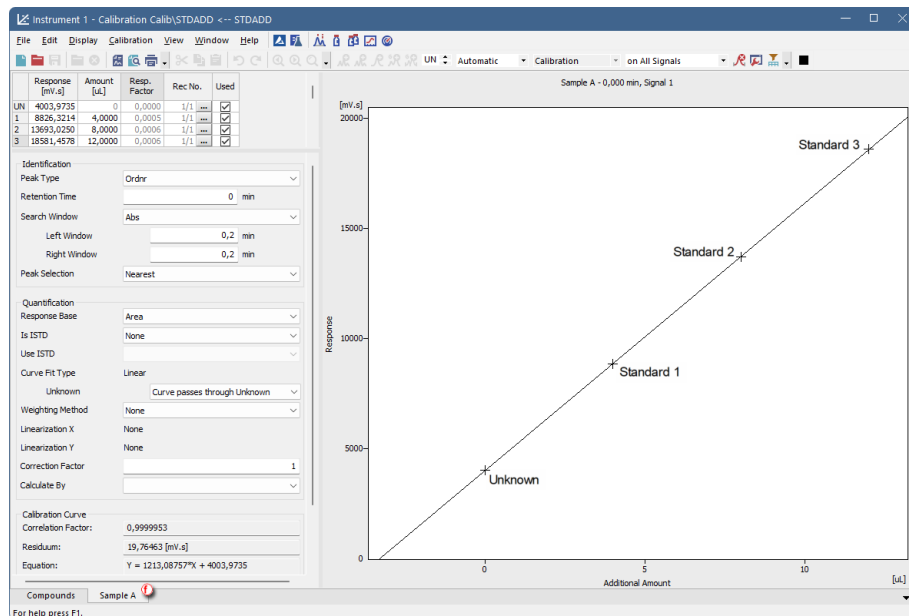 Instrument 1 - Calibration Calib\STDADD <-- STDADD
File Edit Display Calibration View Window Help
UN Automatic Calibration on All Signals
Response [mV.s] Amount [uL] Resp. Factor Rec No. Used
UN 4003,9735 0 0,0000 1/1 ...
1 8826,3214 4,0000 0,0005 1/1 ...
2 13693,0250 8,0000 0,0006 1/1 ...
3 18581,4578 12,0000 0,0006 1/1 ...
Identification
Peak Type Ordnr
Retention Time 0 min
Search Window Abs
Left Window 0,2 min
Right Window 0,2 min
Peak Selection Nearest
Quantification
Response Base Area
Is ISTD None
Use ISTD
Curve Fit Type Linear
Unknown Curve passes through Unknown
Weighting Method None
Linearization X None
Linearization Y None
Correction Factor 1
Calculate By
Calibration Curve
Correlation Factor: 0,9999953
Residuum: 19,76463 [mV.s]
Equation: Y = 1213,08757*X + 4003,9735
Sample A - 0,000 min, Signal 1
[mV.s]
20000
Standard 3
15000
Standard 2
Response
10000
Standard 1
5000
Unknown
0
0 5 10
Additional Amount [uL]
Compounds Sample A f
For help press F1.